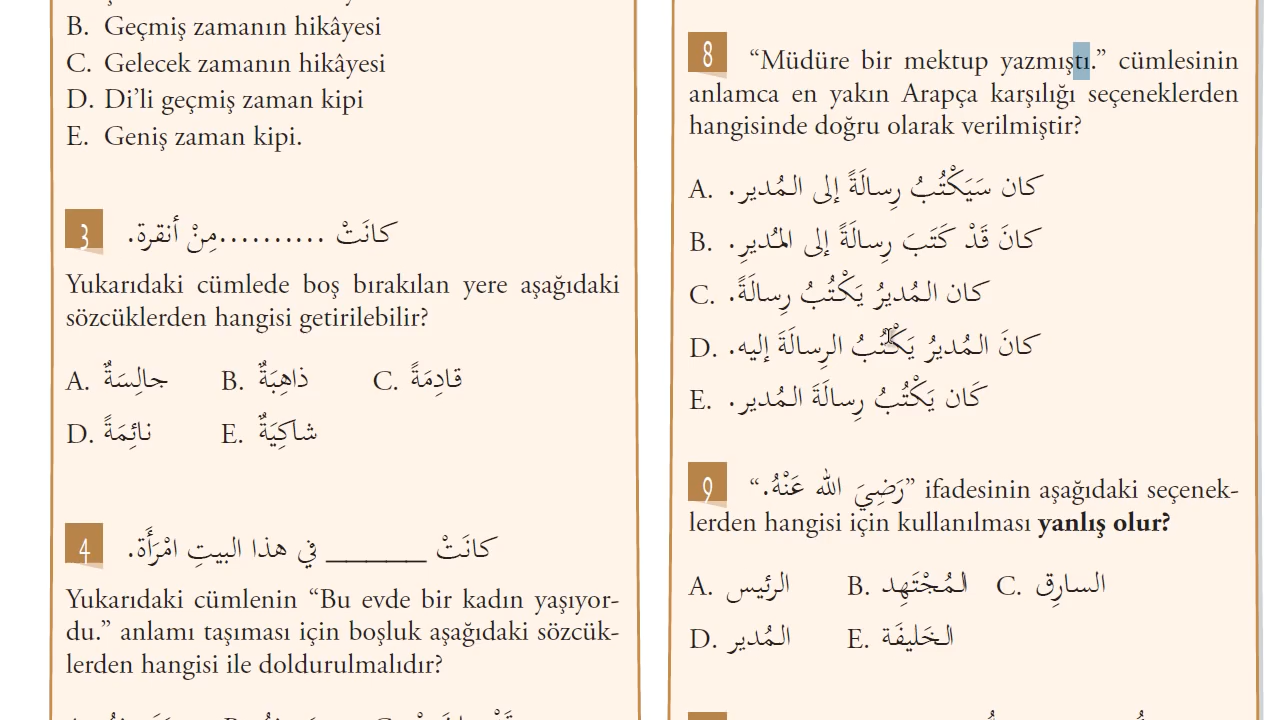 B. Geçmiş zamanın hikâyesi
C. Gelecek zamanın hikâyesi
D. Di’li geçmiş zaman kipi
E. Geniş zaman kipi.
3 كانَتْ ..........مِنْ أنقرة.
Yukarıdaki cümlede boş bırakılan yere aşağıdaki
sözcüklerden hangisi getirilebilir?
A. جالِسَةٌ B. ذاهِبَةٌ C. قادِمَةً
D. نائِمَةً E. شاكِيَةٌ
4 كانَتْ ______ في هذا البيتِ امْرَأَة.
Yukarıdaki cümlenin “Bu evde bir kadın yaşıyor-
du.” anlamı taşıması için boşluk aşağıdaki sözcük-
lerden hangisi ile doldurulmalıdır?
8 “Müdüre bir mektup yazmıştı.” cümlesinin
anlamca en yakın Arapça karşılığı seçeneklerden
hangisinde doğru olarak verilmiştir?
A. كان سَيَكْتُبُ رِسالَةً إلى المُدير.
B. كانَ قَدْ كَتَبَ رِسالَةً إلى المُديرِ.
C. كان المُديرُ يَكْتُبُ رِسالَةً.
D. كانَ المُديرُ يَكْتُبُ الرِسالَةَ إليه.
E. كَان يَكْتُبُ رِسالَةَ المُدير.
9 “رَضِيَ الله عَنْهُ.” ifadesinin aşağıdaki seçenek-
lerden hangisi için kullanılması yanlış olur?
A. الرئيس B. المُجْتَهِد C. السارِق
D. المُدير E. الخَليفَة